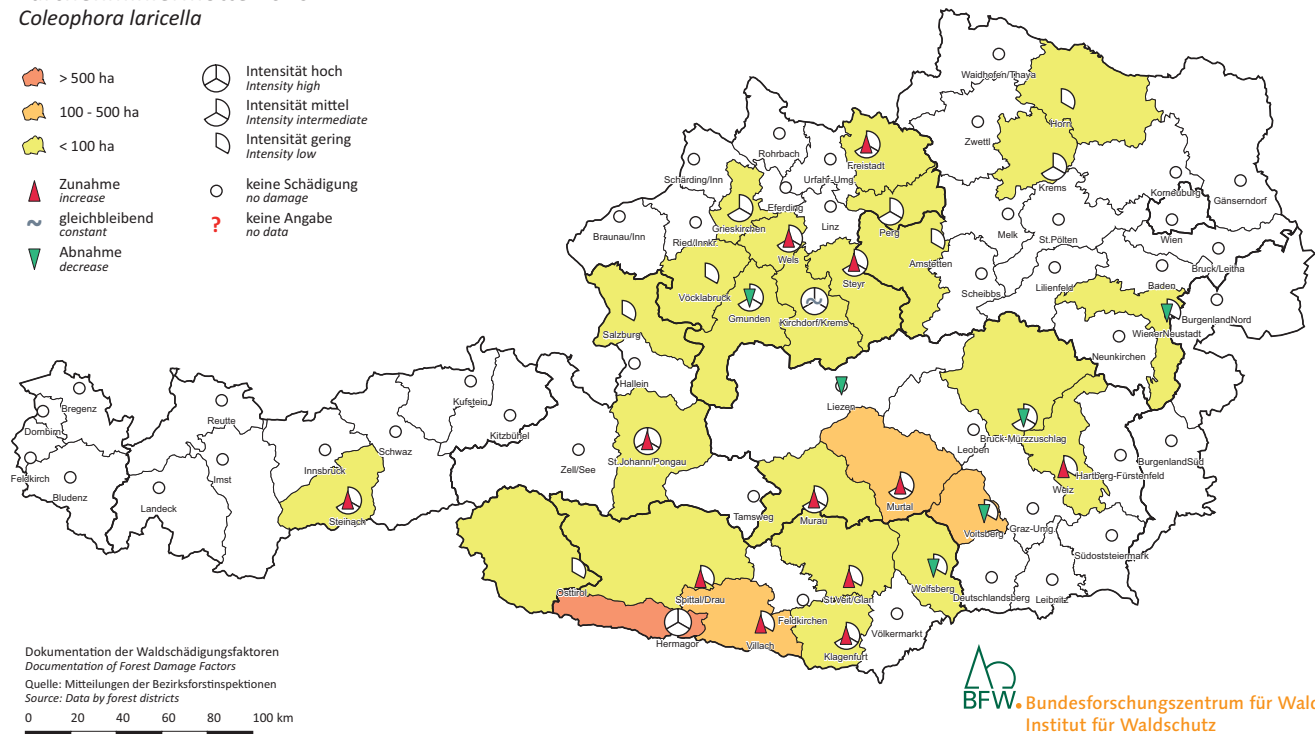 Coleophora laricella
> 500 ha
100 - 500 ha
< 100 ha
Zunahme
increase
~ gleichbleibend
constant
Abnahme
decrease
Intensität hoch
Intensity high
Intensität mittel
Intensity intermediate
Intensität gering
Intensity low
keine Schädigung
no damage
? keine Angabe
no data
Waidhofen/Thaya
Horn
Zwettl
Krems
Rohrbach
Freistadt
Schärding/Inn
Urfahr-Umg.
Korneuburg
Gänserndorf
Eferding
Grieskirchen
Linz
Perg
Melk
St.Pölten
Wien
Braunau/Inn
Ried/Innkr.
Wels
Amstetten
Bruck/Leitha
Steyr
Scheibbs
Lilienfeld
Baden
Vöcklabruck
Gmunden
Kirchdorf/Krems
Salzburg
WienerNeustadt
BurgenlandNord
Neunkirchen
Hallein
Bregenz
Kufstein
Liezen
Dornbirn
Reutte
Kitzbühel
Bruck-Mürzzuschlag
Leoben
Schwaz
Innsbruck
Zell/See
St.Johann/Pongau
BurgenlandSüd
Feldkirch
Bludenz
Imst
Hartberg-Fürstenfeld
Weiz
Landeck
Steinach
Tamsweg
Murau
Murtal
Voitsberg
Graz-Umg.
Südoststeiermark
Osttirol
Spittal/Drau
St.Veit/Glan
Wolfsberg
Deutschlandsberg
Leibnitz
Feldkirchen
Völkermarkt
Hermagor
Villach
Klagenfurt
Dokumentation der Waldschädigungsfaktoren
Documentation of Forest Damage Factors
Quelle: Mitteilungen der Bezirksforstinspektionen
Source: Data by forest districts
0 20 40 60 80 100 km
BFW. Bundesforschungszentrum für Wald
Institut für Waldschutz